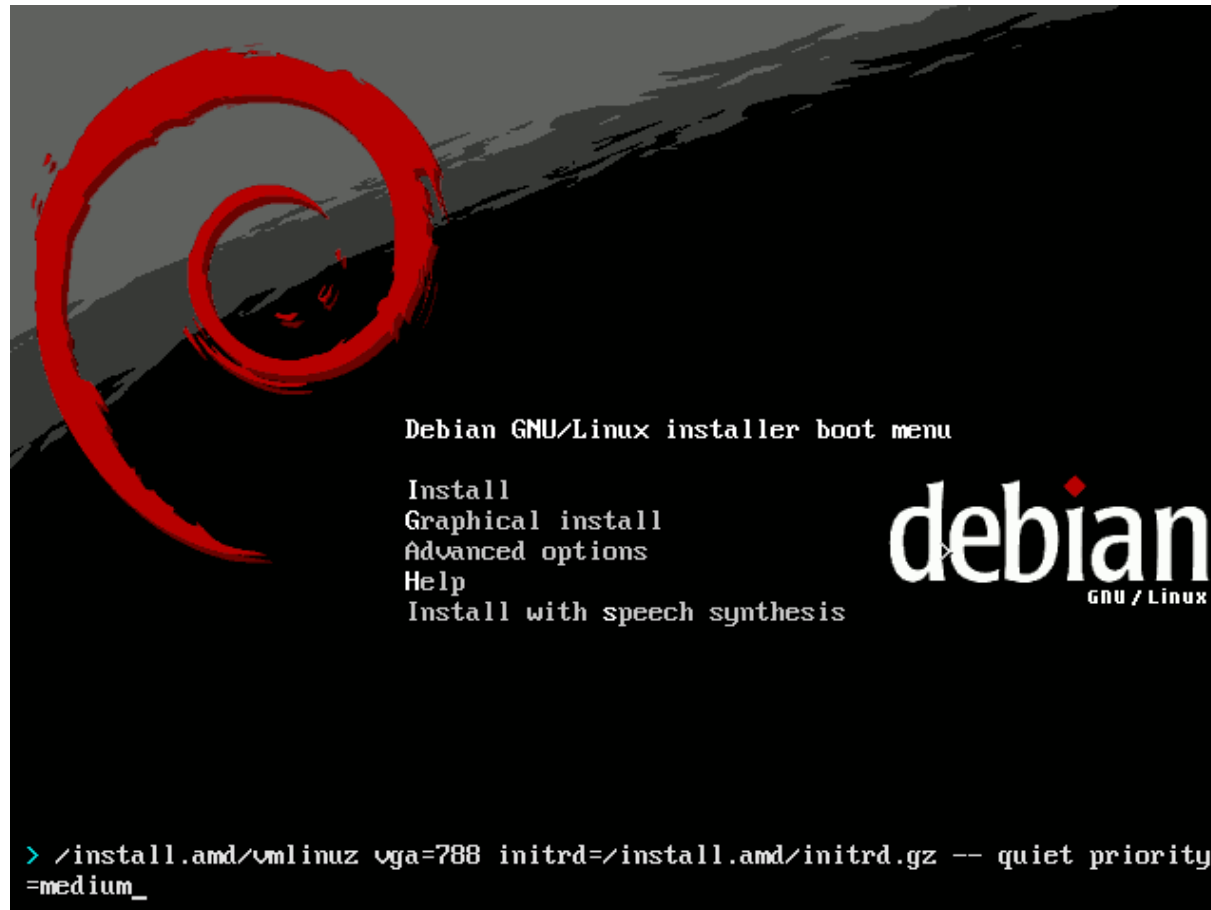 Debian GNU/Linux installer boot menu
Install
Graphical install
Advanced options
Help
Install with speech synthesis
debian
GNU/Linux
> /install.amd/vmlinuz vga=788 initrd=/install.amd/initrd.gz -- quiet priority
=medium_